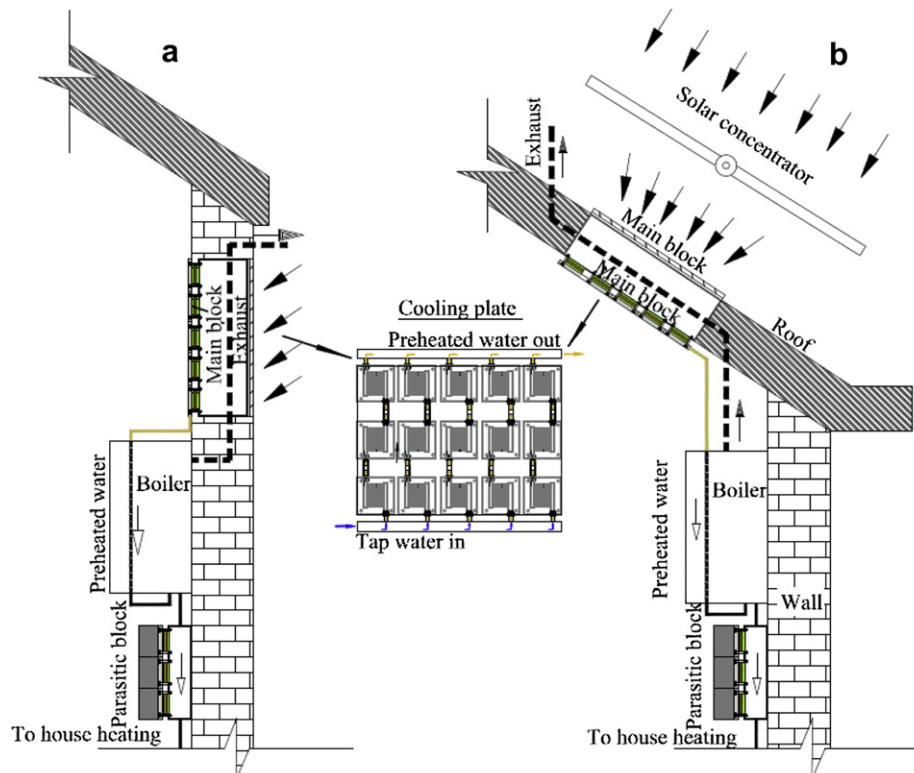 a
Main block
Exhaust
Boiler
Preheated water
Parasitic block
To house heating
Cooling plate
Preheated water out
Tap water in
b
Solar concentrator
Exhaust
Main block
Main block
Roof
Boiler
Preheated water
Wall
Parasitic block
To house heating